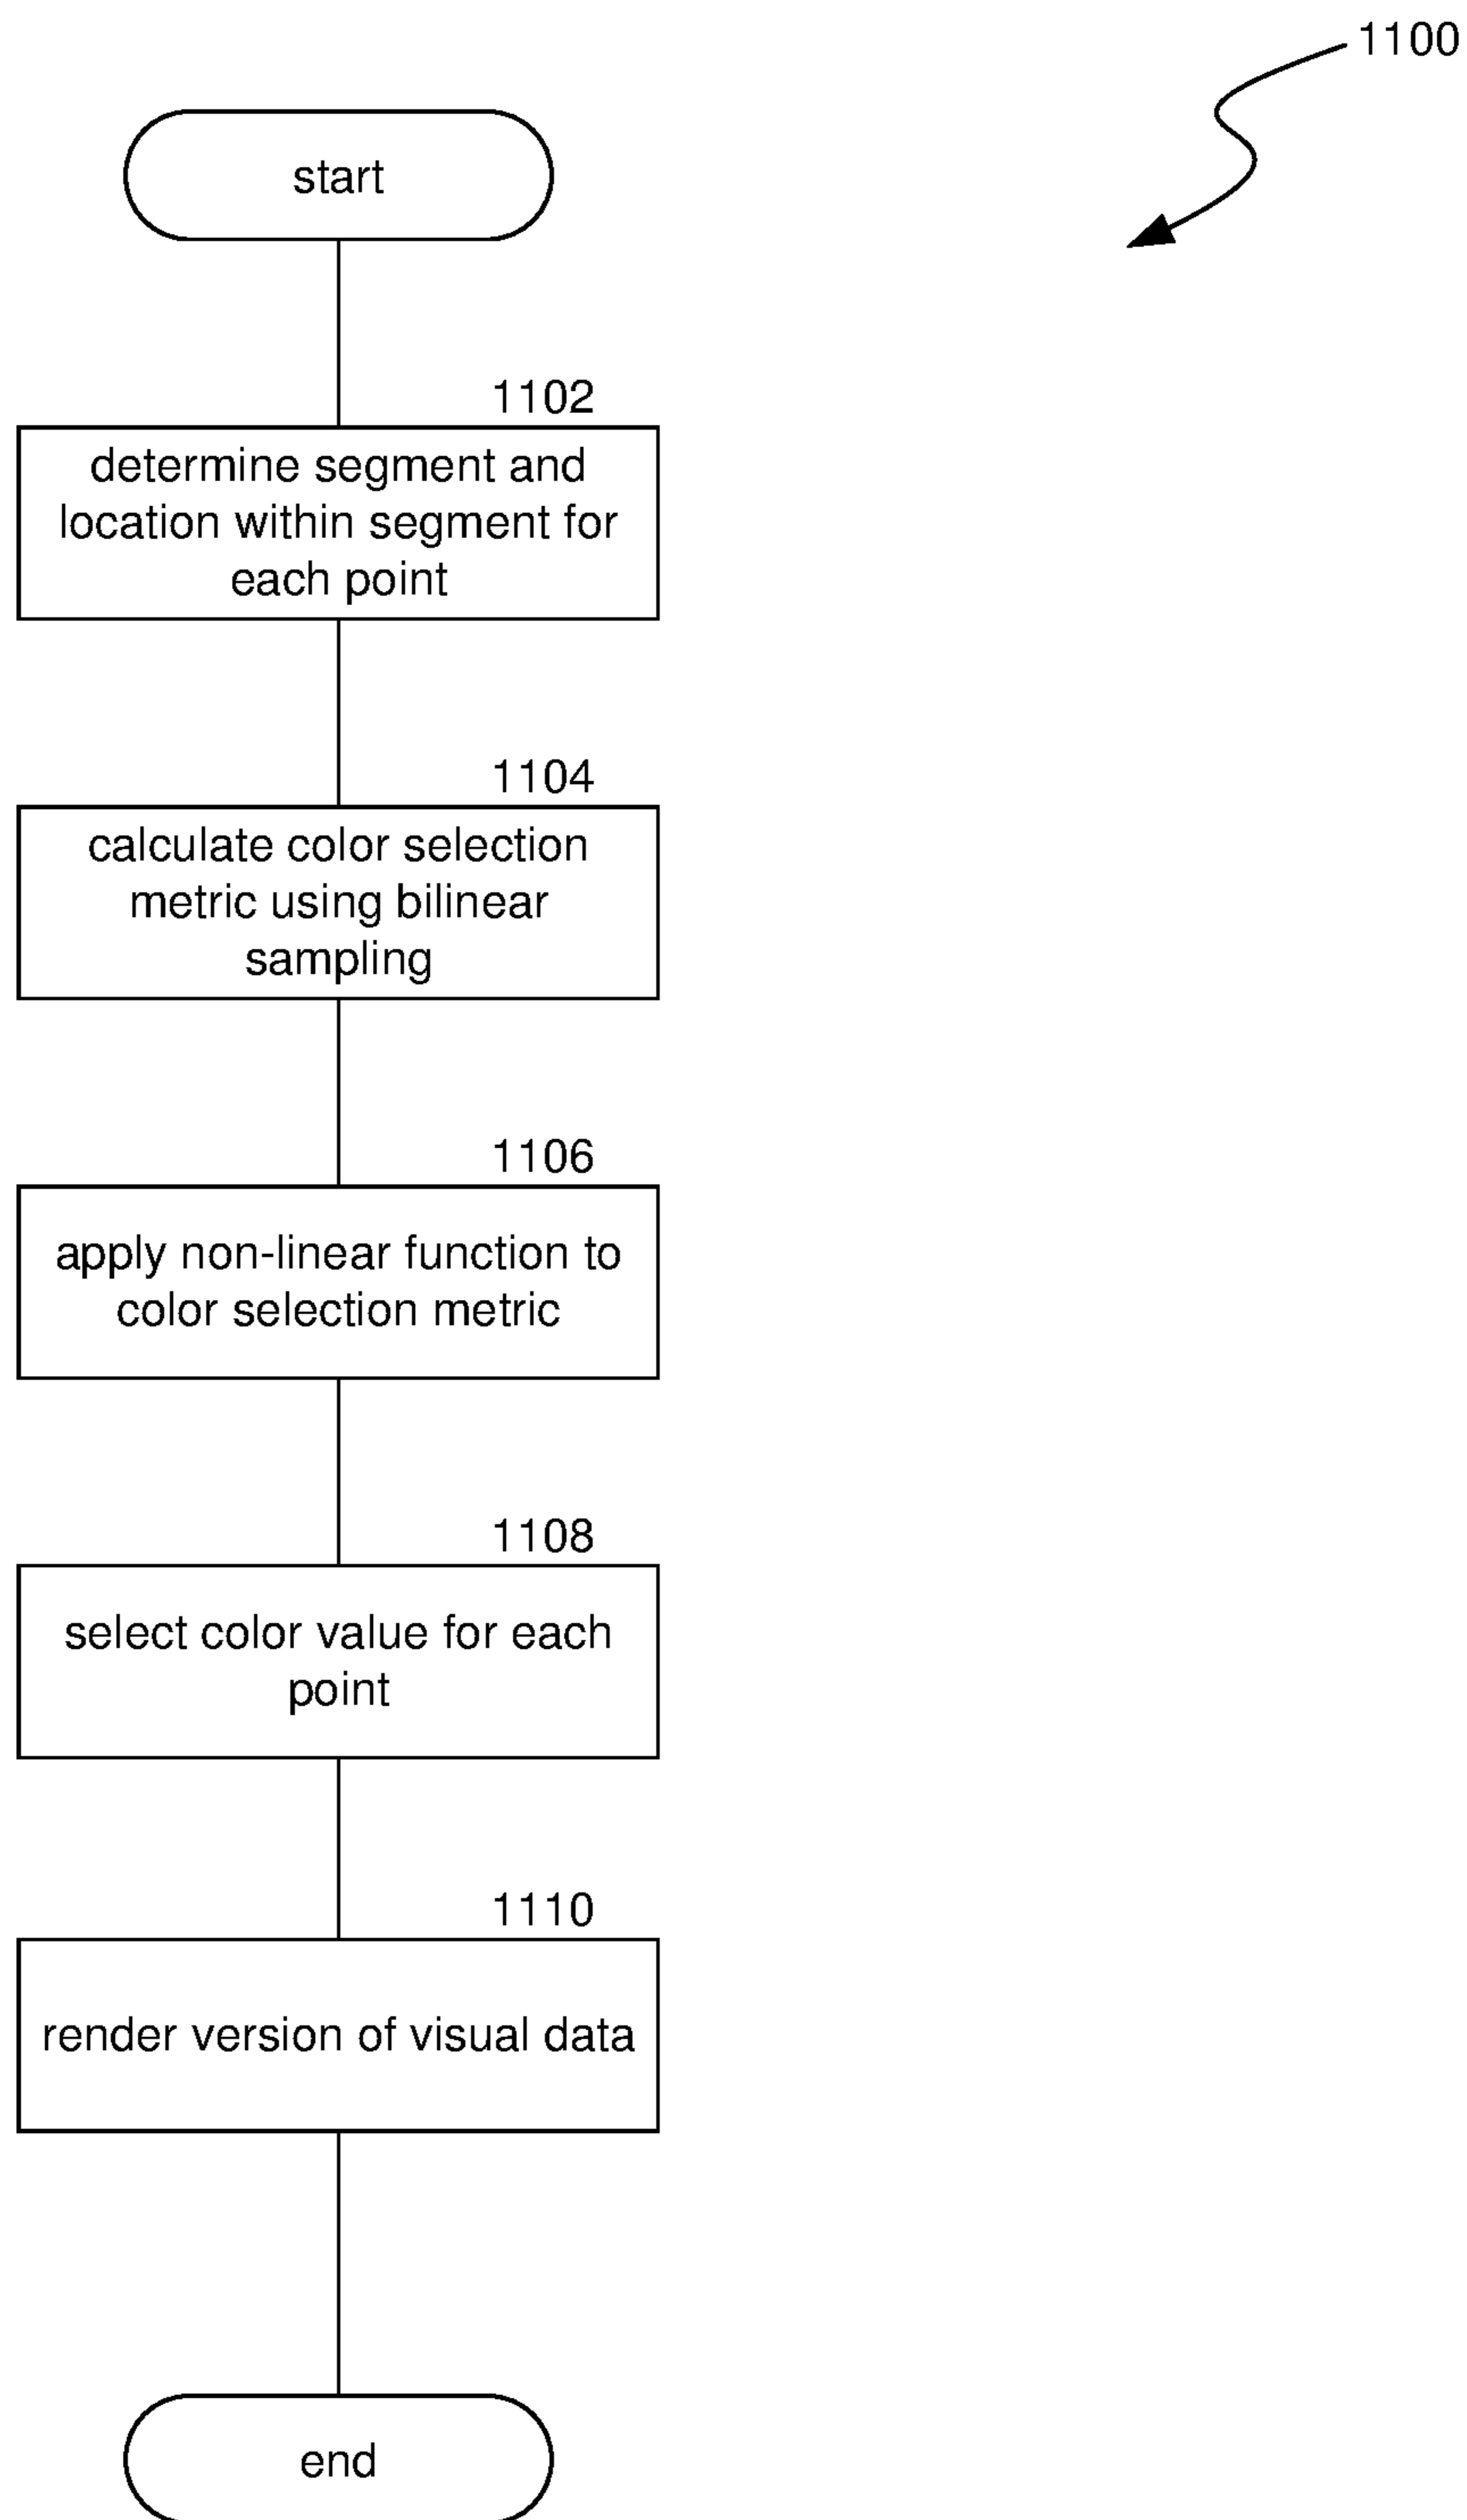 1100
start
1102
determine segment and
location within segment for
each point
1104
calculate color selection
metric using bilinear
sampling
1106
apply non-linear function to
color selection metric
1108
select color value for each
point
1110
render version of visual data
end